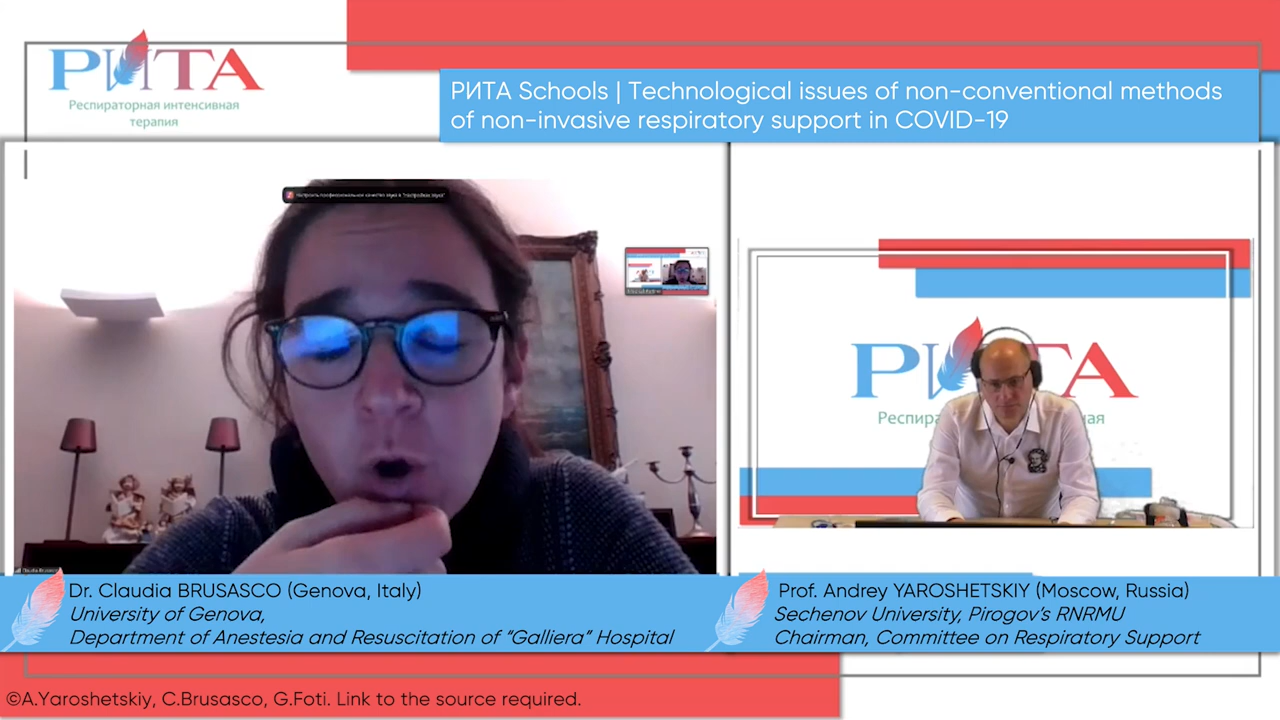 РИТА
Респираторная интенсивная
терапия
РИТА Schools | Technological issues of non-conventional methods
of non-invasive respiratory support in COVID-19
РИТА
Dr. Claudia BRUSASCO (Genova, Italy)
University of Genova,
Department of Anestesia and Resuscitation of “Galliera” Hospital
Prof. Andrey YAROSHETSKIY (Moscow, Russia)
Sechenov University, Pirogov's RNRMU
Chairman, Committee on Respiratory Support
©A.Yaroshetskiy, C.Brusasco, G.Foti. Link to the source required.